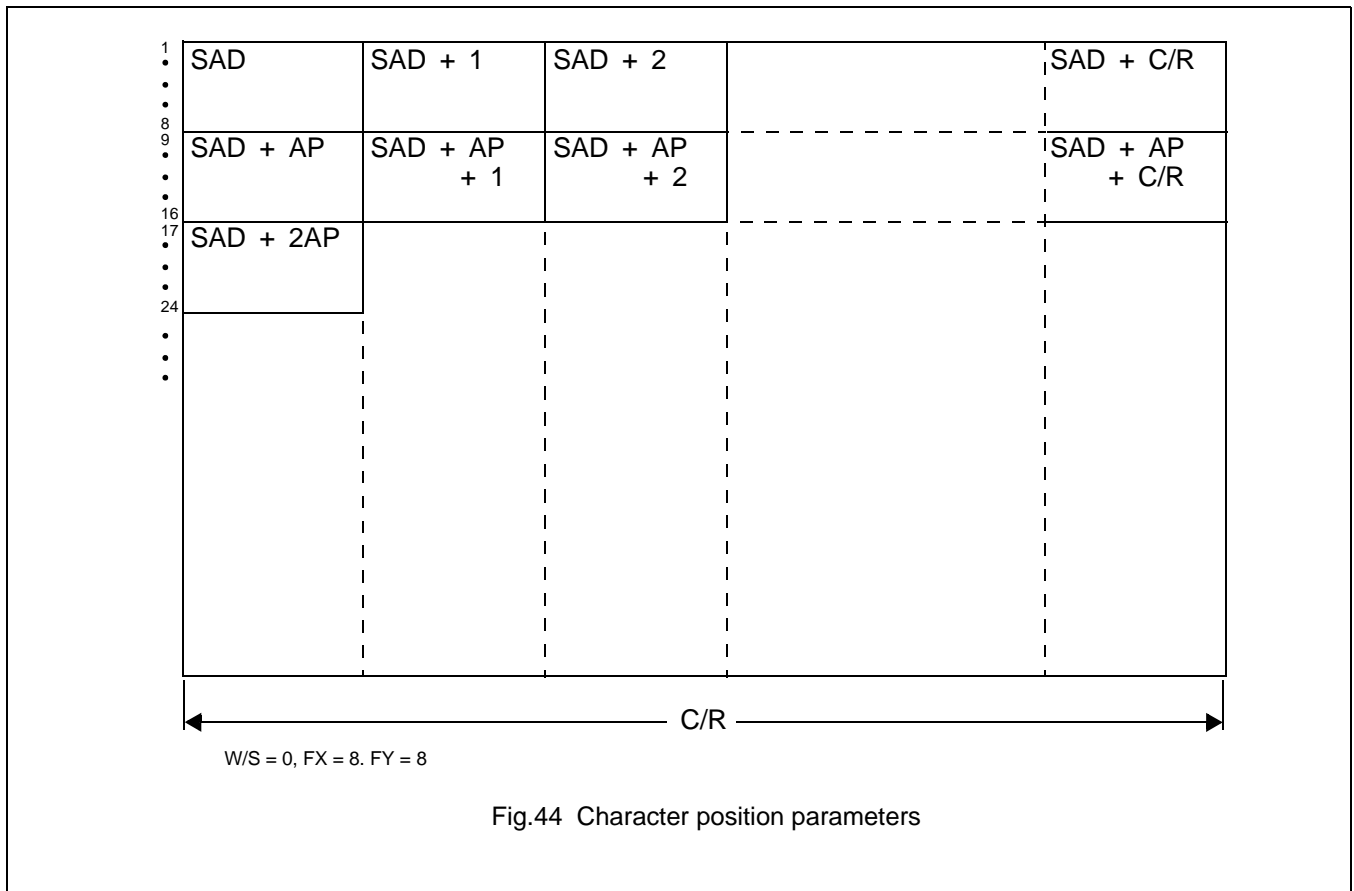 1
SAD SAD + 1 SAD + 2 SAD + C/R
8
9
SAD + AP SAD + AP + 1 SAD + AP + 2 SAD + AP + C/R
16
17
SAD + 2AP
24
C/R
W/S = 0, FX = 8. FY = 8
Fig.44 Character position parameters